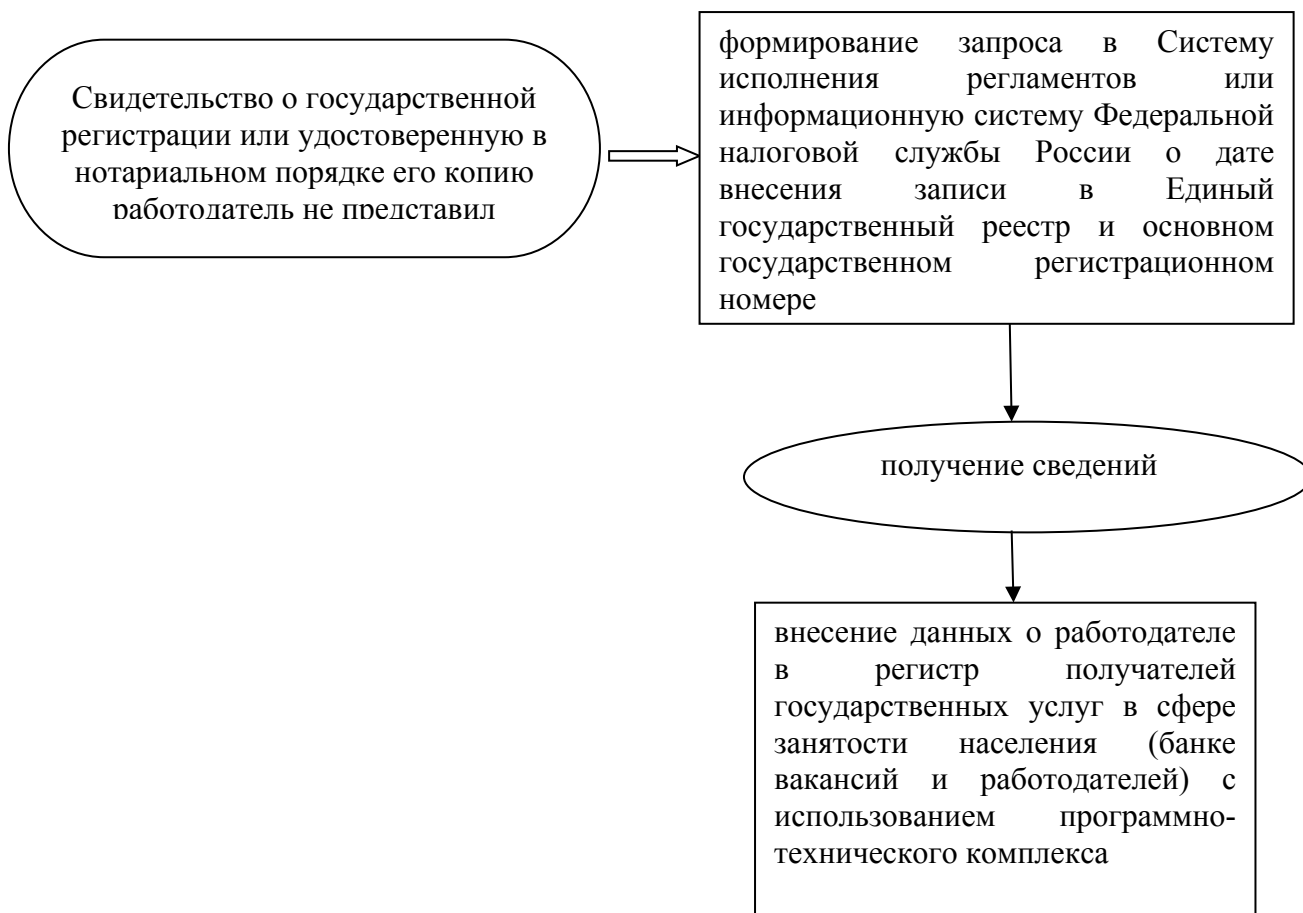 Свидетельство о государственной
регистрации или удостоверенную в
нотариальном порядке его копию
работодатель не представил
формирование запроса в Систему
исполнения регламентов или
информационную систему Федеральной
налоговой службы России о дате
внесения записи в Единый
государственный реестр и основном
государственном регистрационном
номере
получение сведений
внесение данных о работодателе
в регистр получателей
государственных услуг в сфере
занятости населения (банке
вакансий и работодателей) с
использованием программно-
технического комплекса